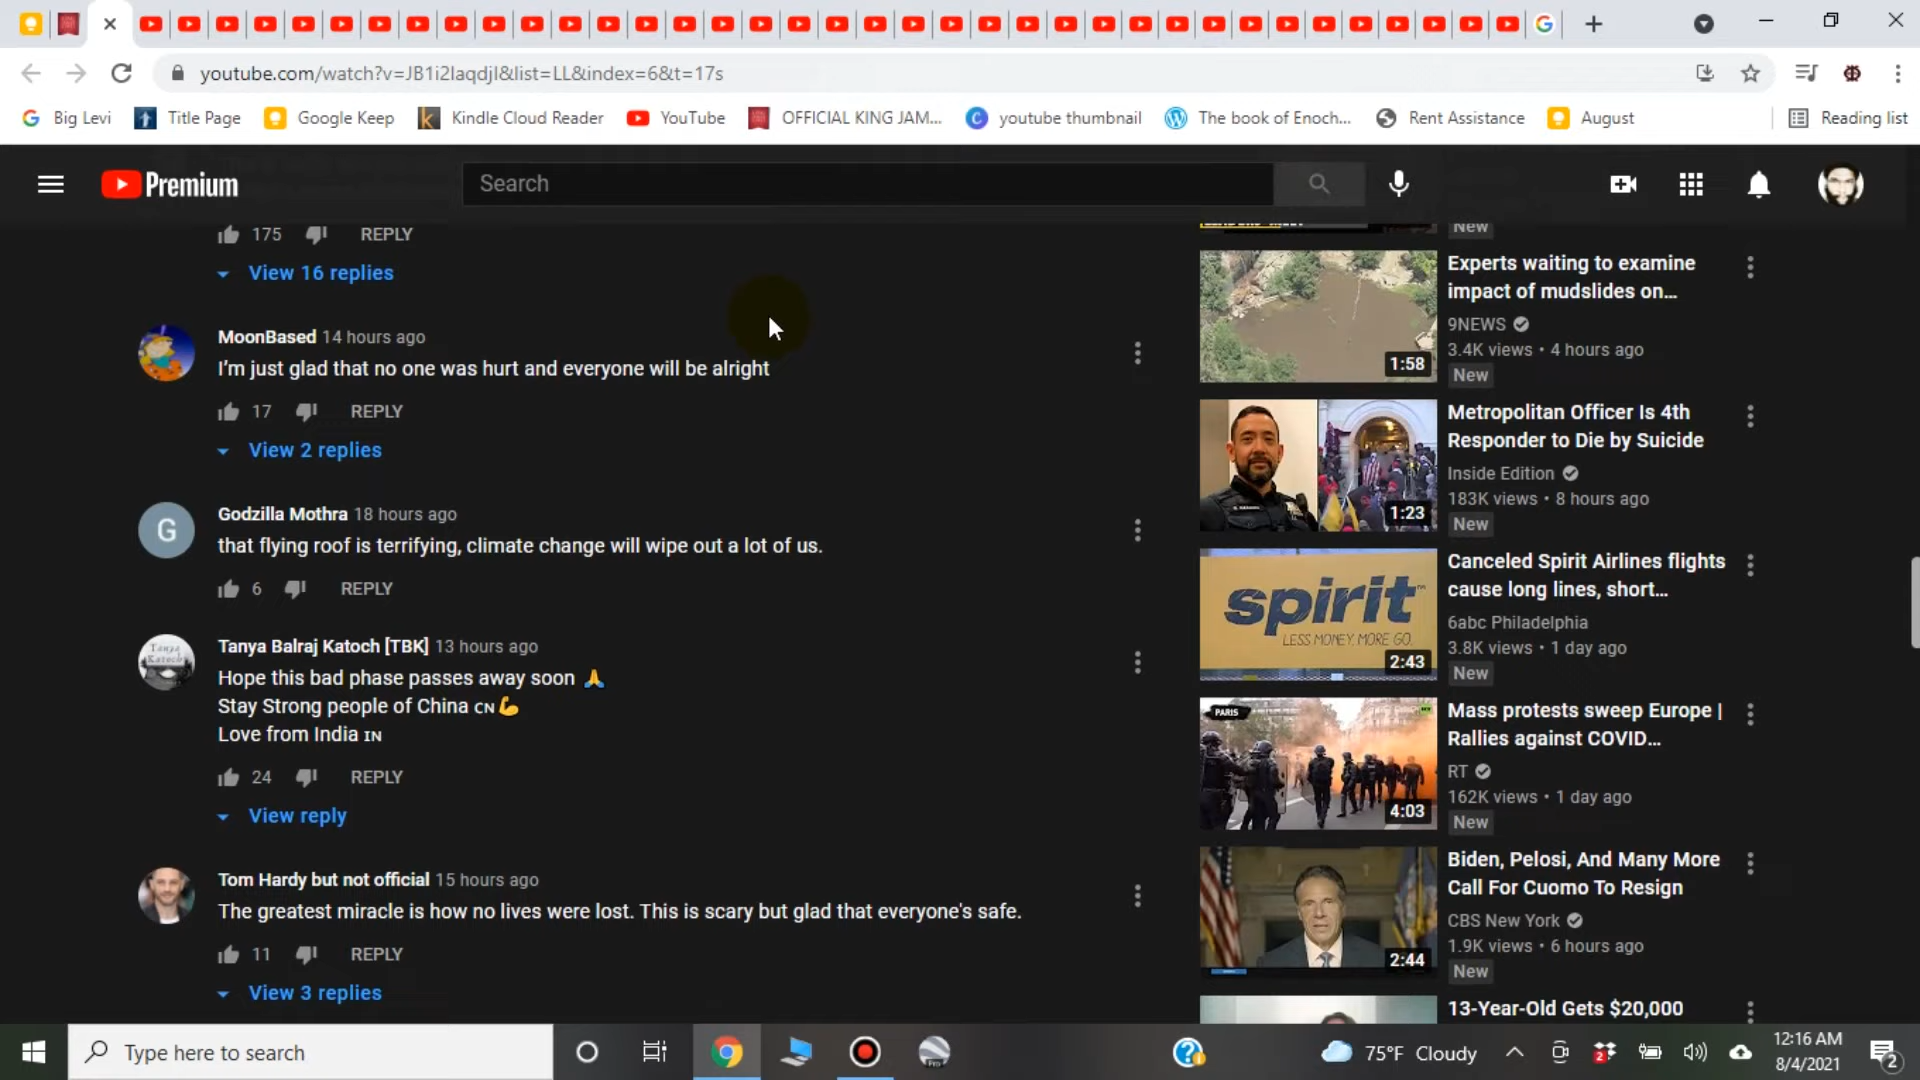 youtube.com/watch?v=JB1i2laqdjI&list=LL&index=6&t=17s
Big Levi
Title Page
Google Keep
Kindle Cloud Reader
YouTube
OFFICIAL KING JAM...
youtube thumbnail
The book of Enoch...
Rent Assistance
August
Reading list
Premium
Search
175 REPLY
View 16 replies
MoonBased 14 hours ago
I'm just glad that no one was hurt and everyone will be alright
17 REPLY
View 2 replies
G
Godzilla Mothra 18 hours ago
that flying roof is terrifying, climate change will wipe out a lot of us.
6 REPLY
Tanya Katoch
Tanya Balraj Katoch [TBK] 13 hours ago
Hope this bad phase passes away soon 🙏
Stay Strong people of China CN💪
Love from India IN
24 REPLY
View reply
Tom Hardy but not official 15 hours ago
The greatest miracle is how no lives were lost. This is scary but glad that everyone's safe.
11 REPLY
View 3 replies
New
1:58
Experts waiting to examine
impact of mudslides on...
9NEWS
3.4K views • 4 hours ago
New
1:23
Metropolitan Officer Is 4th
Responder to Die by Suicide
Inside Edition
183K views • 8 hours ago
New
spirit
LESS MONEY. MORE GO.
2:43
Canceled Spirit Airlines flights
cause long lines, short...
6abc Philadelphia
3.8K views • 1 day ago
New
PARIS
4:03
Mass protests sweep Europe |
Rallies against COVID...
RT
162K views • 1 day ago
New
2:44
Biden, Pelosi, And Many More
Call For Cuomo To Resign
CBS New York
1.9K views • 6 hours ago
New
13-Year-Old Gets $20,000
Type here to search
75°F Cloudy
2
12:16 AM
8/4/2021
2